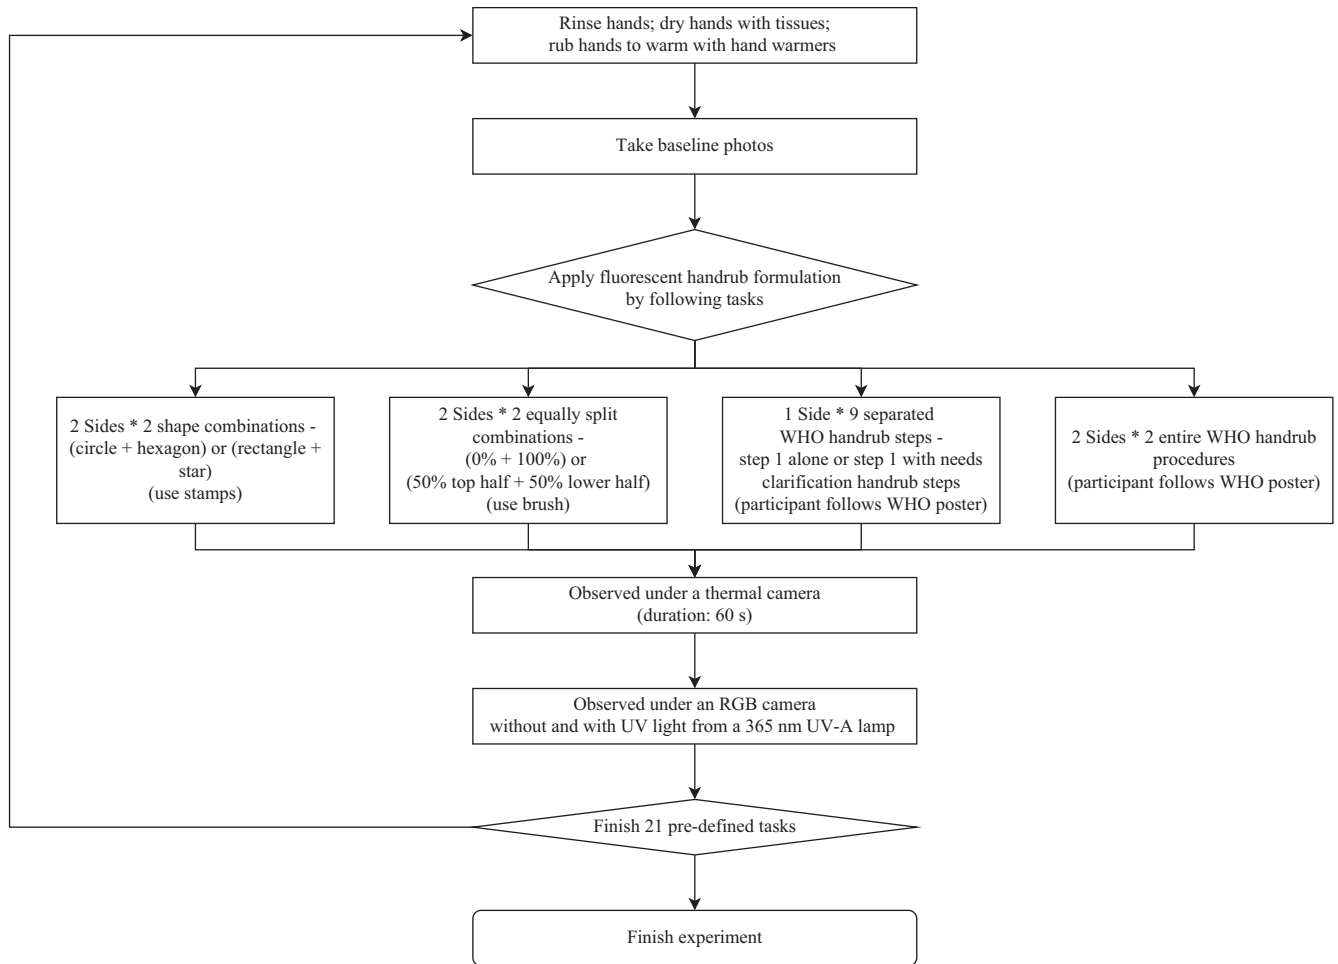 Rinse hands; dry hands with tissues;
rub hands to warm with hand warmers
Take baseline photos
Apply fluorescent handrub formulation
by following tasks
2 Sides * 2 shape combinations -
(circle + hexagon) or (rectangle +
star)
(use stamps)
2 Sides * 2 equally split
combinations -
(0% + 100%) or
(50% top half + 50% lower half)
(use brush)
1 Side * 9 separated
WHO handrub steps -
step 1 alone or step 1 with needs
clarification handrub steps
(participant follows WHO poster)
2 Sides * 2 entire WHO handrub
procedures
(participant follows WHO poster)
Observed under a thermal camera
(duration: 60 s)
Observed under an RGB camera
without and with UV light from a 365 nm UV-A lamp
Finish 21 pre-defined tasks
Finish experiment